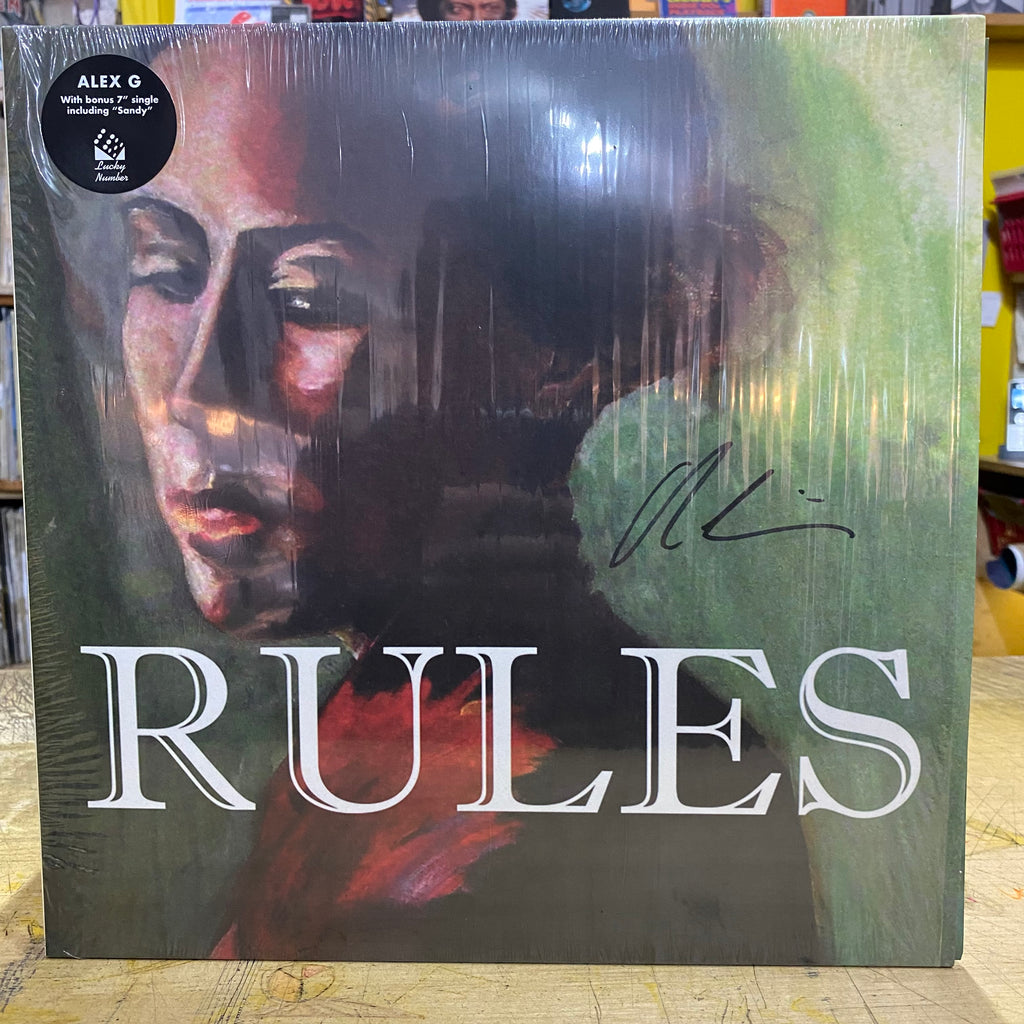 ALEX G
With bonus 7" single
including "Sandy"
Lucky
Number
RULES